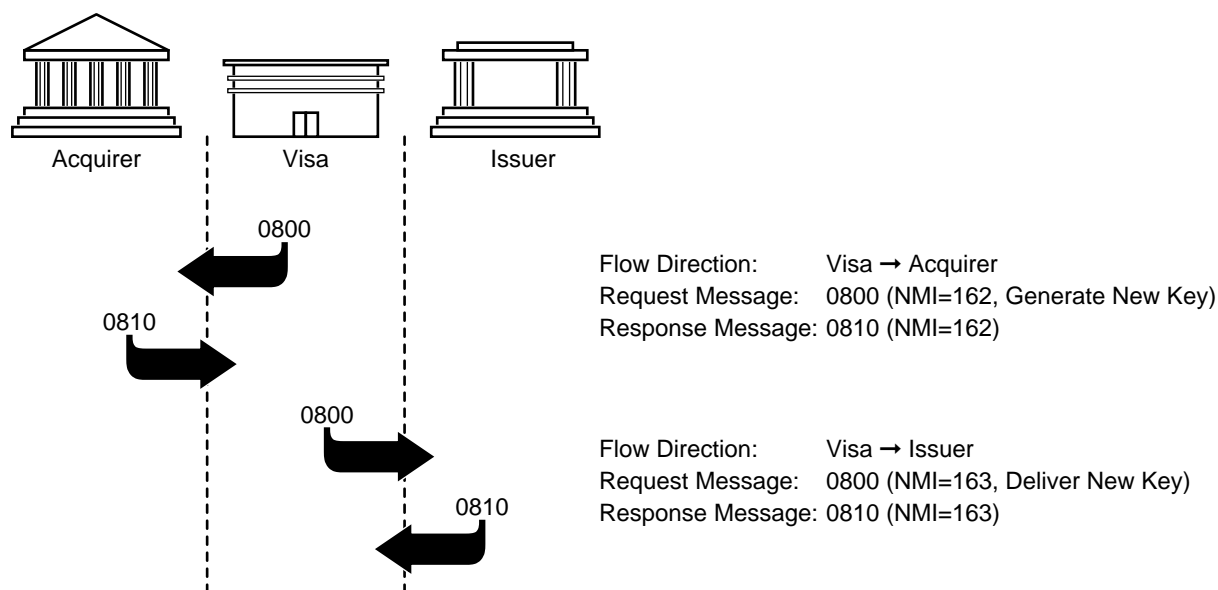 Acquirer Visa Issuer
0800
Flow Direction: Visa → Acquirer
Request Message: 0800 (NMI=162, Generate New Key)
0810
Response Message: 0810 (NMI=162)
0800
Flow Direction: Visa → Issuer
Request Message: 0800 (NMI=163, Deliver New Key)
0810
Response Message: 0810 (NMI=163)